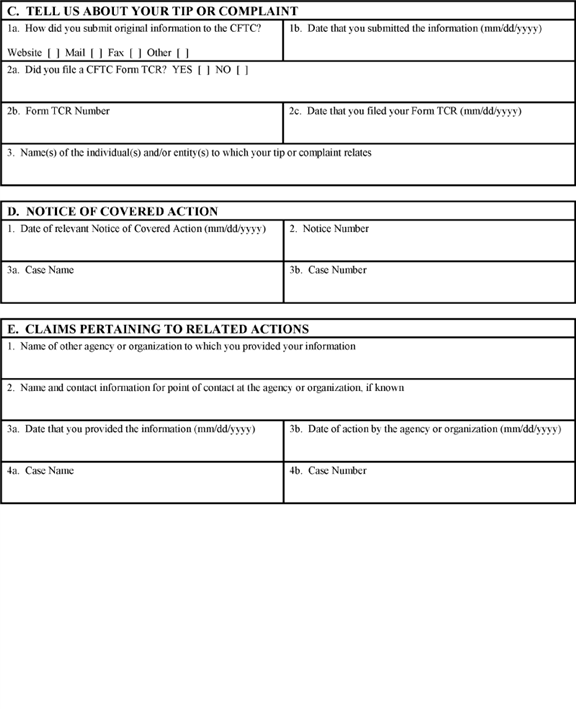 C. TELL US ABOUT YOUR TIP OR COMPLAINT
1a. How did you submit original information to the CFTC?
1b. Date that you submitted the information (mm/dd/yyyy)
Website [ ] Mail [ ] Fax [ ] Other [ ]
2a. Did you file a CFTC Form TCR? YES [ ] NO [ ]
2b. Form TCR Number
2c. Date that you filed your Form TCR (mm/dd/yyyy)
3. Name(s) of the individual(s) and/or entity(s) to which your tip or complaint relates
D. NOTICE OF COVERED ACTION
1. Date of relevant Notice of Covered Action (mm/dd/yyyy)
2. Notice Number
3a. Case Name
3b. Case Number
E. CLAIMS PERTAINING TO RELATED ACTIONS
1. Name of other agency or organization to which you provided your information
2. Name and contact information for point of contact at the agency or organization, if known
3a. Date that you provided the information (mm/dd/yyyy)
3b. Date of action by the agency or organization (mm/dd/yyyy)
4a. Case Name
4b. Case Number